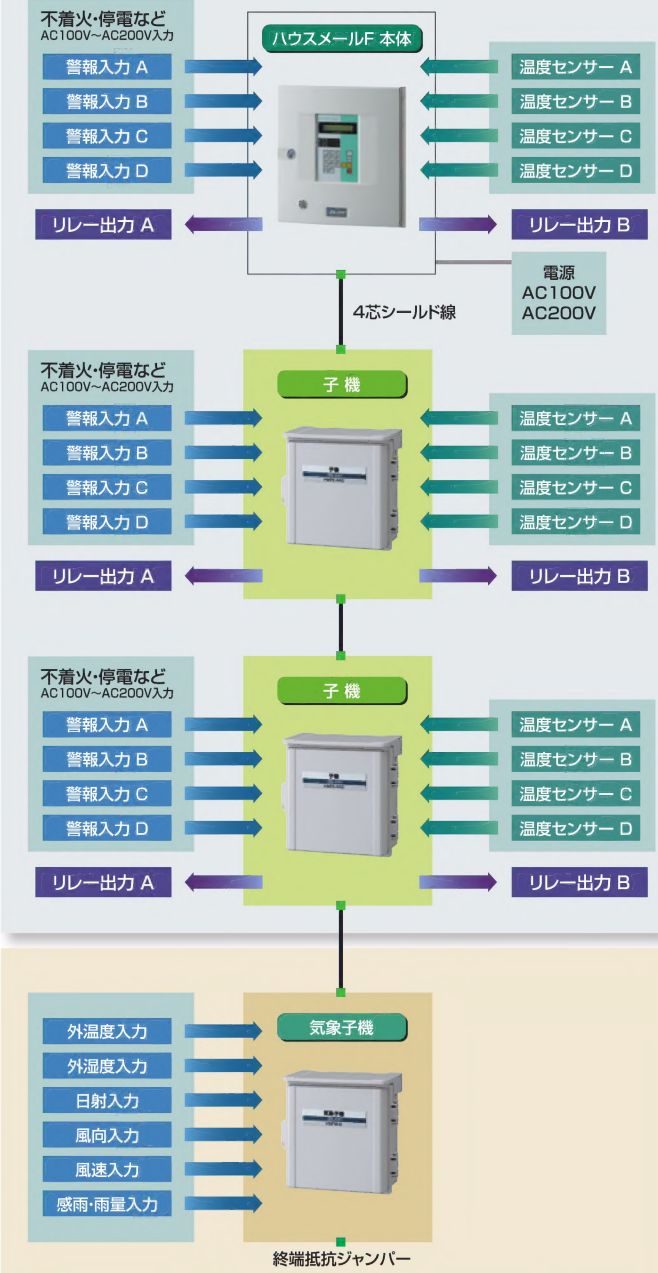 不着火・停電など
AC100V~AC200V入力
ハウスメールF 本体
警報入力 A
警報入力 B
警報入力 C
警報入力 D
温度センサー A
温度センサー B
温度センサー C
温度センサー D
リレー出力 A
リレー出力 B
電源
AC100V
AC200V
4芯シールド線
不着火・停電など
AC100V~AC200V入力
子 機
警報入力 A
警報入力 B
警報入力 C
警報入力 D
子機
温度センサー A
温度センサー B
温度センサー C
温度センサー D
リレー出力 A
リレー出力 B
不着火・停電など
AC100V~AC200V入力
子 機
警報入力 A
警報入力 B
警報入力 C
警報入力 D
子機
温度センサー A
温度センサー B
温度センサー C
温度センサー D
リレー出力 A
リレー出力 B
気象子機
外温度入力
外湿度入力
日射入力
風向入力
風速入力
感雨・雨量入力
気象子機
終端抵抗ジャンパー